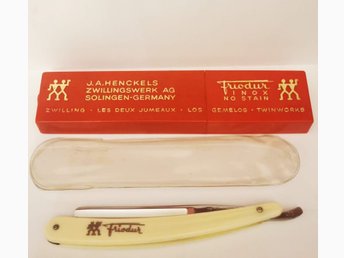 J.A.HENCKELS
ZWILLINGSWERK AG
SOLINGEN-GERMANY
Friodur
INOX
NO STAIN
ZWILLING · LES DEUX JUMEAUX · LOS GEMELOS · TWINWORKS
Friodur